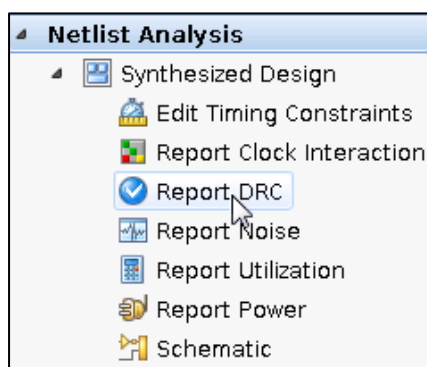 Netlist Analysis
Synthesized Design
Edit Timing Constraints
Report Clock Interaction
Report DRC
Report Noise
Report Utilization
Report Power
Schematic